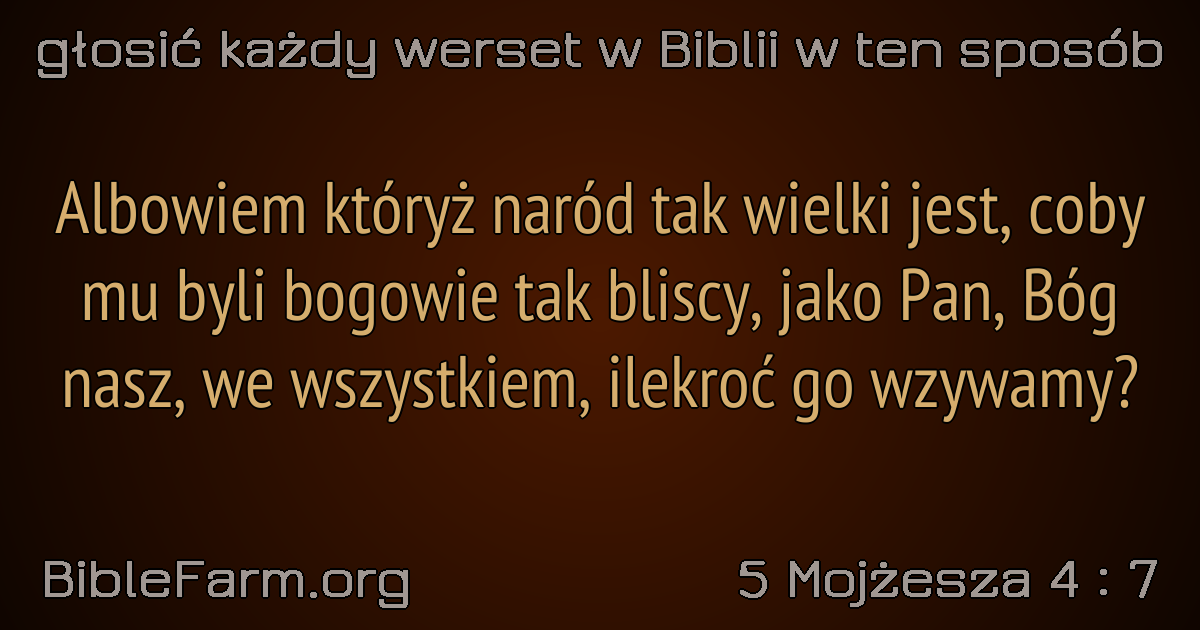 głosić każdy werset w Biblii w ten sposób
Albowiem któryż naród tak wielki jest, coby
mu byli bogowie tak bliscy, jako Pan, Bóg
nasz, we wszystkiem, ilekroć go wzywamy?
BibleFarm.org
5 Mojżesza 4 : 7